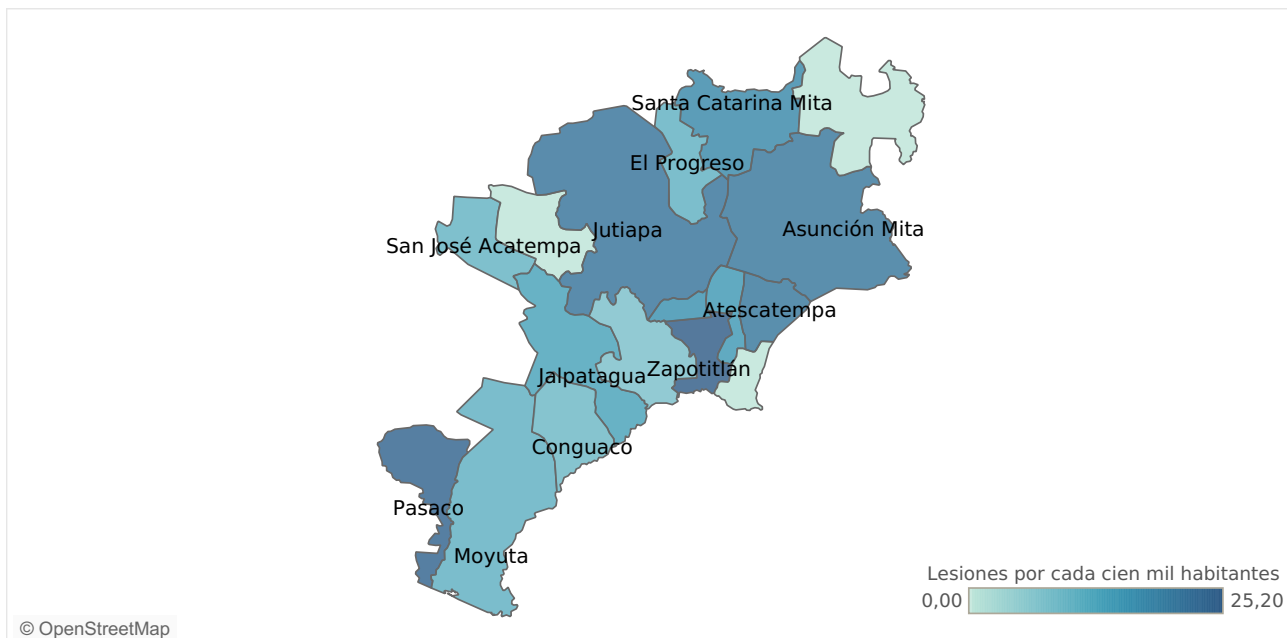 Santa Catarina Mita
El Progreso
Jutiapa
Asunción Mita
San José Acatempa
Atescatempa
Zapotitlán
Jalpatagua
Conguaco
Pasaco
Moyuta
Lesiones por cada cien mil habitantes
0,00 25,20
© OpenStreetMap